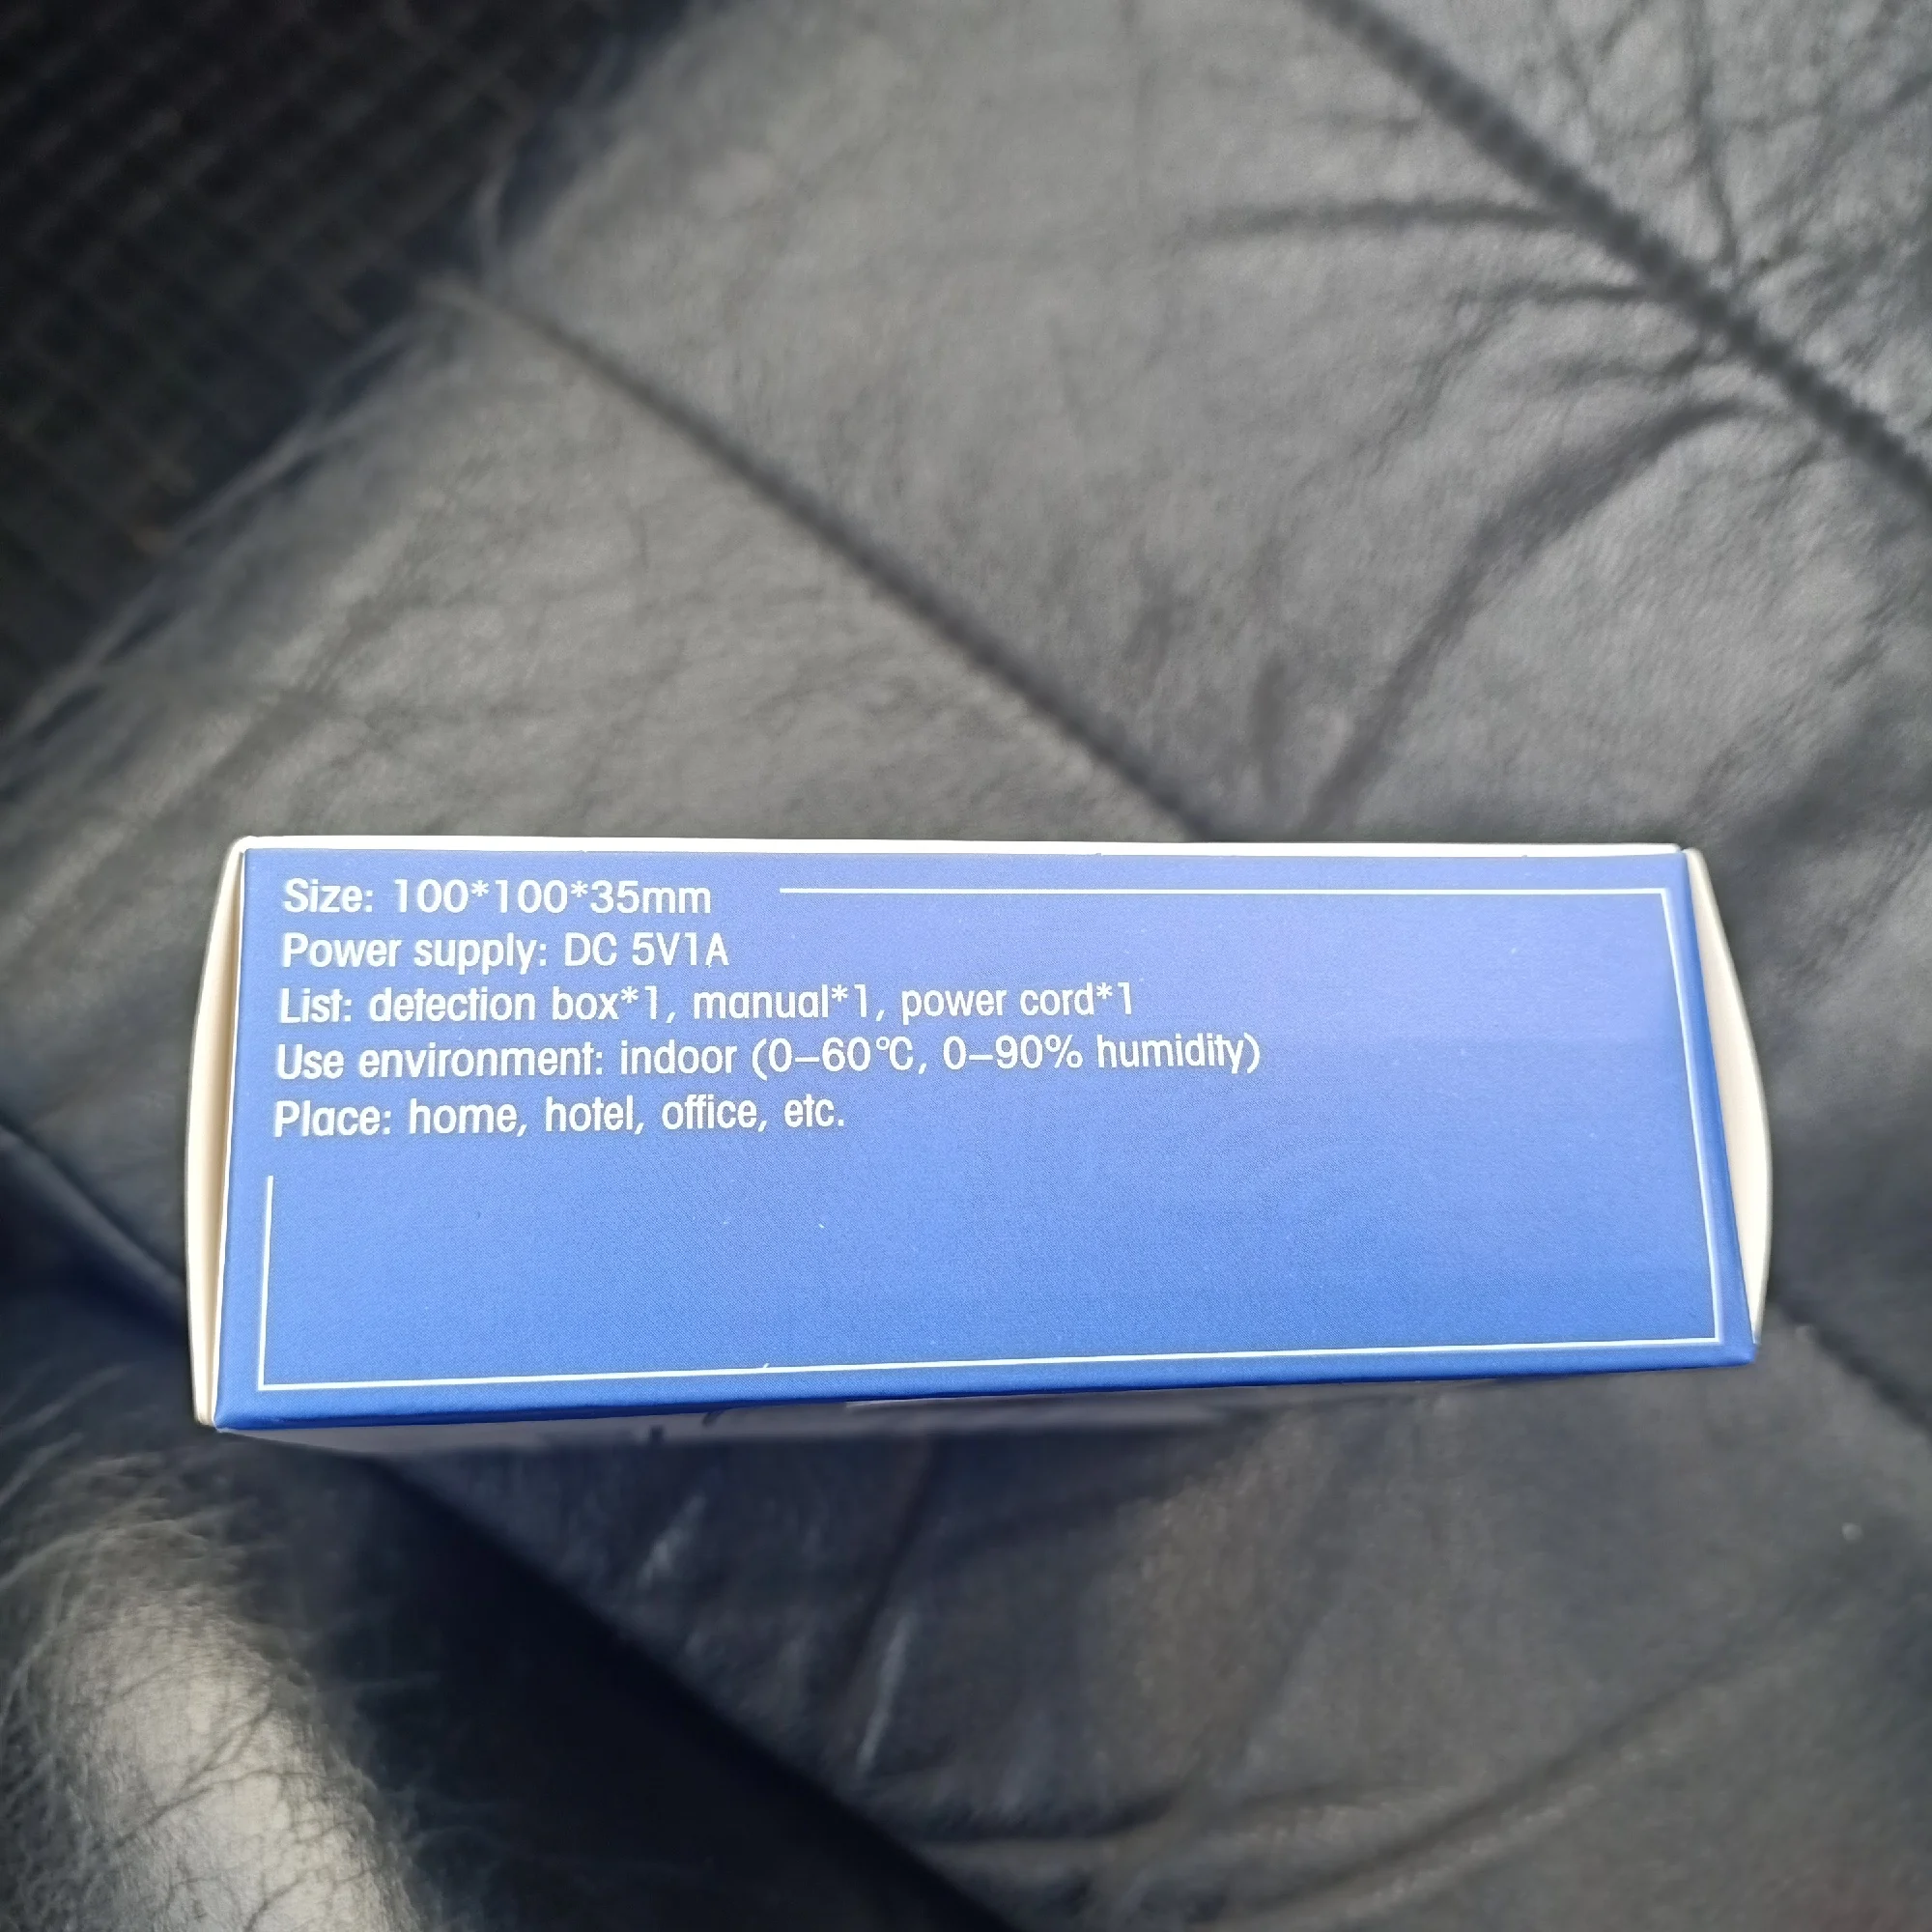 Size: 100*100*35mm
Power supply: DC 5V1A
List: detection box*1, manual*1, power cord*1
Use environment: indoor (0–60℃, 0–90% humidity)
Place: home, hotel, office, etc.